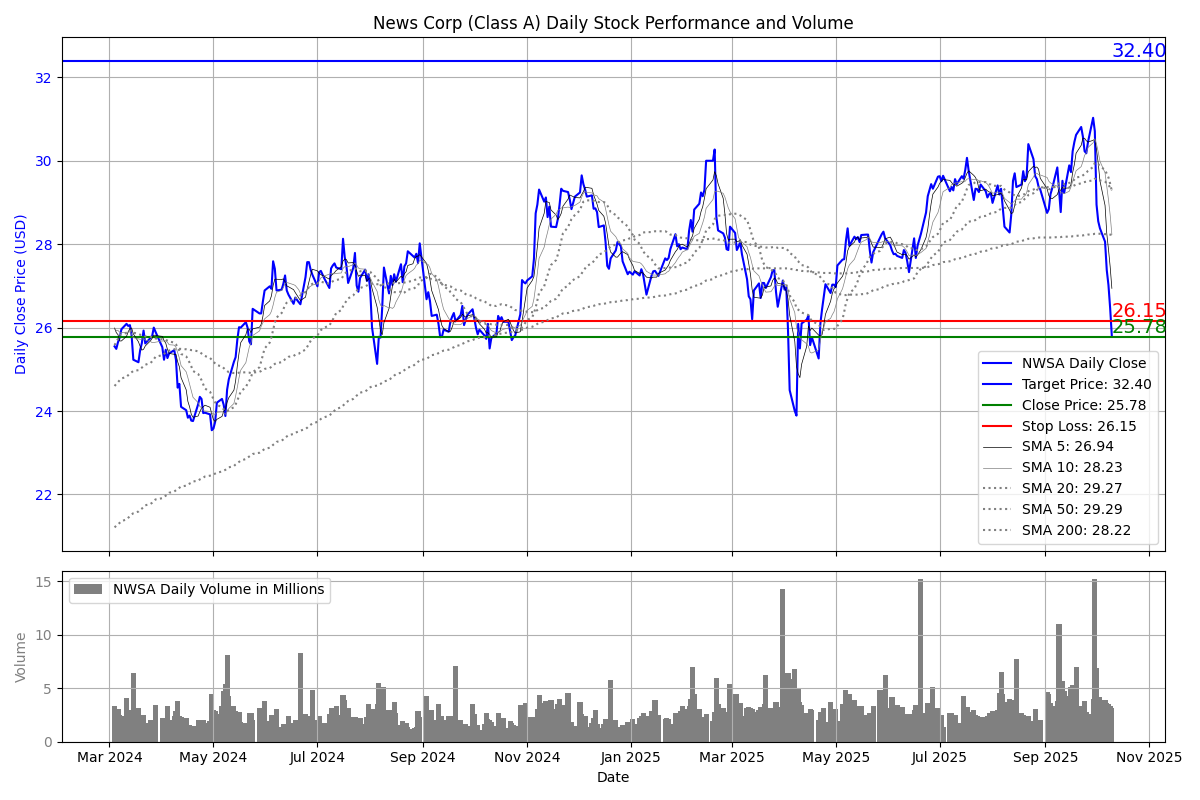 News Corp (Class A) Daily Stock Performance and Volume
32.40
32
30
28
26
24
22
Daily Close Price (USD)
26.15
25.78
NWSA Daily Close
Target Price: 32.40
Close Price: 25.78
Stop Loss: 26.15
SMA 5: 26.94
SMA 10: 28.23
SMA 20: 29.27
SMA 50: 29.29
SMA 200: 28.22
NWSA Daily Volume in Millions
15
10
5
0
Volume
Mar 2024 May 2024 Jul 2024 Sep 2024 Nov 2024 Jan 2025 Mar 2025 May 2025 Jul 2025 Sep 2025 Nov 2025
Date